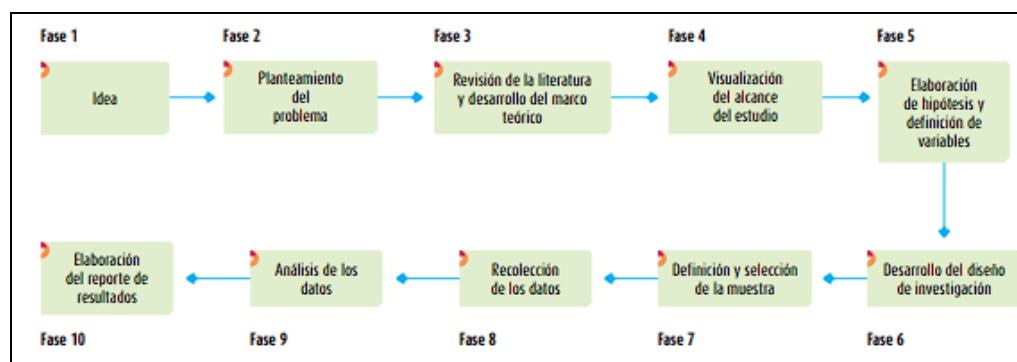 Fase 1
Idea
Fase 2
Planteamiento
del
problema
Fase 3
Revisión de la literatura
y desarrollo del marco
teórico
Fase 4
Visualización
del alcance
del estudio
Fase 5
Elaboración
de hipótesis y
definición de
variables
Desarrollo del diseño
de investigación
Fase 6
Definición y selección
de la muestra
Fase 7
Recolección
de los datos
Fase 8
Análisis de los
datos
Fase 9
Elaboración
del reporte de
resultados
Fase 10